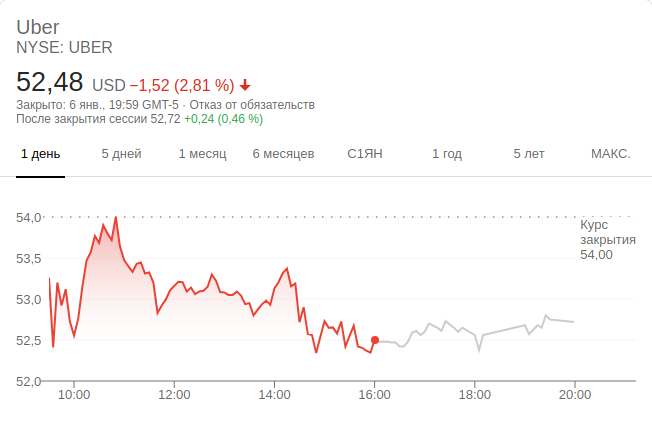 Uber
NYSE: UBER
52,48 USD −1,52 (2,81 %)
Закрыто: 6 янв., 19:59 GMT-5 · Отказ от обязательств
После закрытия сессии 52,72 +0,24 (0,46 %)
1 день 5 дней 1 месяц 6 месяцев С1ЯН 1 год 5 лет МАКС.
54,0
Курс
закрытия
54,00
53,5
53,0
52,5
52,0
10:00 12:00 14:00 16:00 18:00 20:00